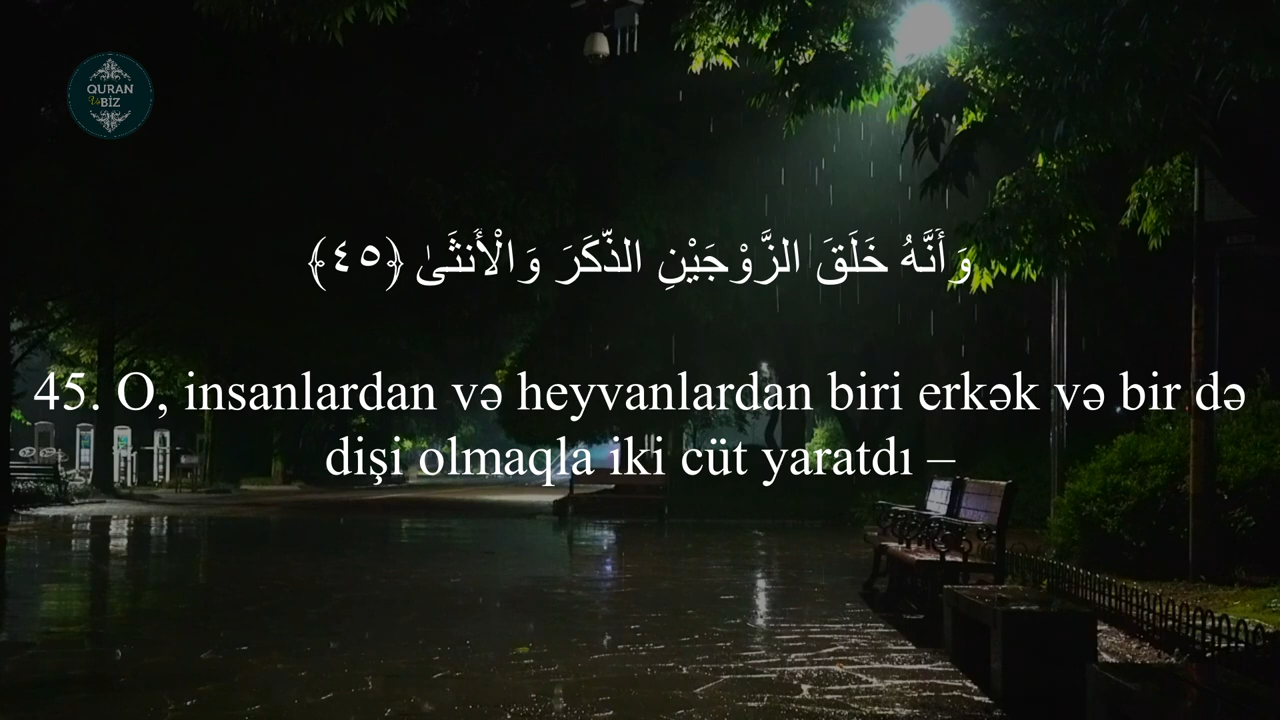 QURAN
Və BİZ
وَأَنَّهُ خَلَقَ الزَّوْجَيْنِ الذَّكَرَ وَالْأُنثَىٰ ﴿٤٥﴾
45. O, insanlardan və heyvanlardan biri erkək və bir də
dişi olmaqla iki cüt yaratdı –